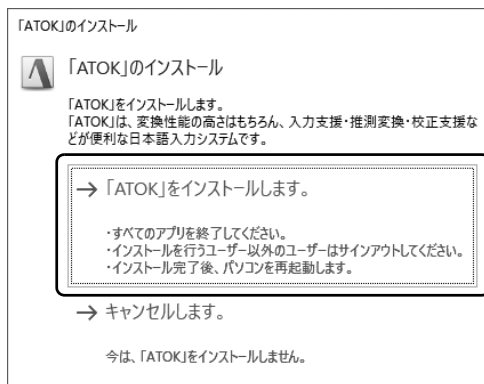 「ATOK」のインストール
「ATOK」のインストール
「ATOK」をインストールします。
「ATOK」は、変換性能の高さはもちろん、入力支援・推測変換・校正支援な
どが便利な日本語入力システムです。
→ 「ATOK」をインストールします。
・すべてのアプリを終了してください。
・インストールを行うユーザー以外のユーザーはサインアウトしてください。
・インストール完了後、パソコンを再起動します。
→ キャンセルします。
今は、「ATOK」をインストールしません。